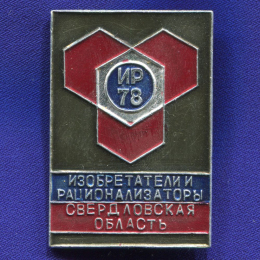 ИР
78
ИЗОБРЕТАТЕЛИ И
РАЦИОНАЛИЗАТОРЫ
СВЕРДЛОВСКАЯ
ОБЛАСТЬ